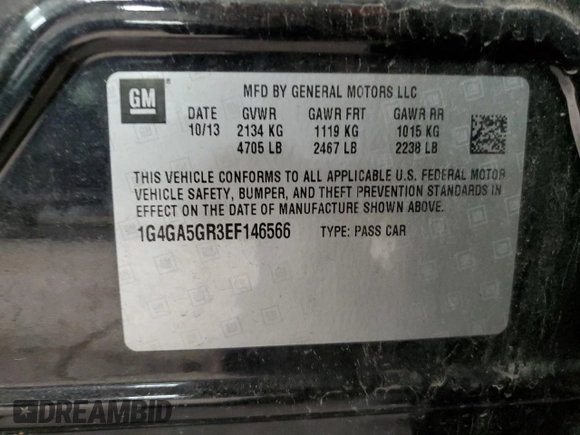 GM
MFD BY GENERAL MOTORS LLC
DATE GVWR GAWR FRT GAWR RR
10/13 2134 KG 1119 KG 1015 KG
4705 LB 2467 LB 2238 LB
THIS VEHICLE CONFORMS TO ALL APPLICABLE U.S. FEDERAL MOTOR
VEHICLE SAFETY, BUMPER, AND THEFT PREVENTION STANDARDS IN
EFFECT ON THE DATE OF MANUFACTURE SHOWN ABOVE.
1G4GA5GR3EF146566 TYPE: PASS CAR
DREAMBID